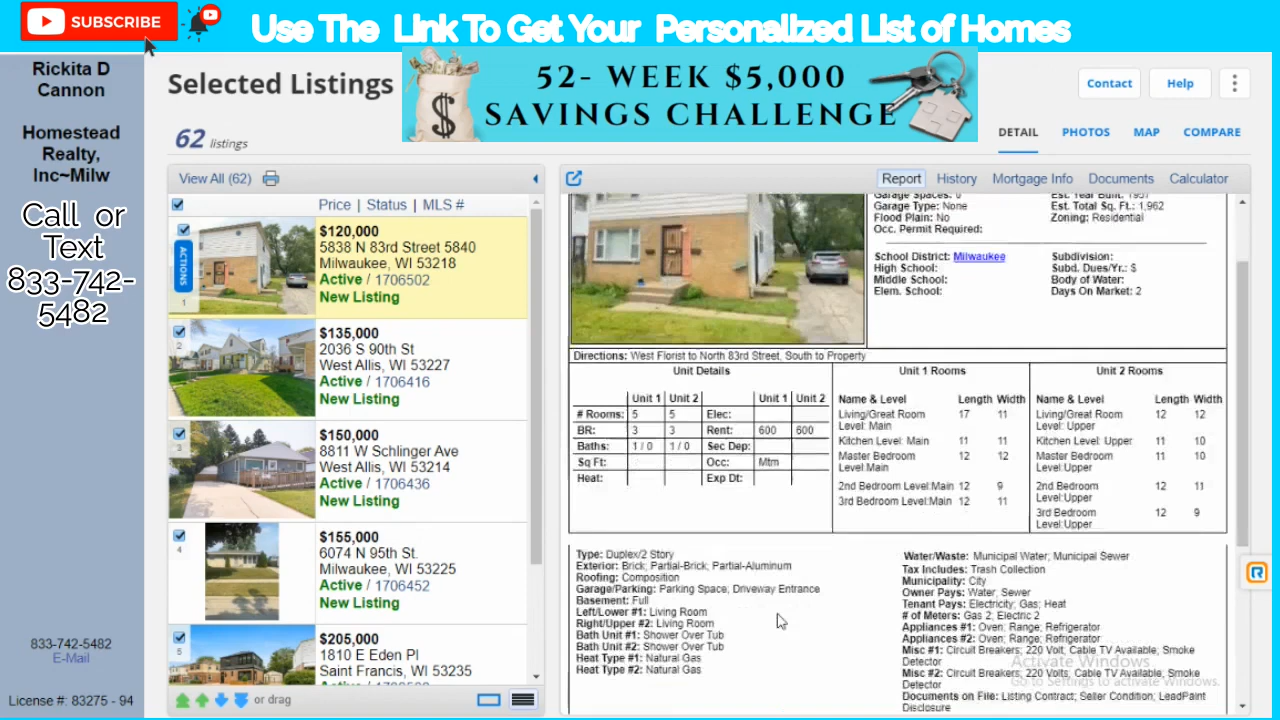 SUBSCRIBE
Use The Link To Get Your Personalized List of Homes
Rickita D
Cannon
Homestead
Realty,
Inc~Milw
Call or
Text
833-742-
5482
833-742-5482
E-Mail
License #: 83275 - 94
Selected Listings
52- WEEK $5,000
SAVINGS CHALLENGE
Contact
Help
62 listings
DETAIL
PHOTOS
MAP
COMPARE
View All (62)
Price | Status | MLS #
ACTIONS
1
$120,000
5838 N 83rd Street 5840
Milwaukee, WI 53218
Active / 1706502
New Listing
2
$135,000
2036 S 90th St
West Allis, WI 53227
Active / 1706416
New Listing
3
$150,000
8811 W Schlinger Ave
West Allis, WI 53214
Active / 1706436
New Listing
4
$155,000
6074 N 95th St.
Milwaukee, WI 53225
Active / 1706452
New Listing
5
$205,000
1810 E Eden Pl
Saint Francis, WI 53235
or drag
Report
History
Mortgage Info
Documents
Calculator
Garage Spaces: 0
Est. Year Built: 1957
Garage Type: None
Est. Total Sq. Ft.: 1,962
Flood Plain: No
Zoning: Residential
Occ. Permit Required:
School District: Milwaukee
Subdivision:
High School:
Subd. Dues/Yr.: $
Middle School:
Body of Water:
Elem. School:
Days On Market: 2
Directions: West Florist to North 83rd Street, South to Property
Unit Details
Unit 1 Unit 2
Unit 1 Unit 2
# Rooms: 5 5 Elec:
BR: 3 3 Rent: 600 600
Baths: 1 / 0 1 / 0 Sec Dep:
Sq Ft: Occ: Mtm
Heat: Exp Dt:
Unit 1 Rooms
Name & Level Length Width
Living/Great Room 17 11
Level: Main
Kitchen Level: Main 11 11
Master Bedroom 12 12
Level:Main
2nd Bedroom Level:Main 12 9
3rd Bedroom Level:Main 12 11
Unit 2 Rooms
Name & Level Length Width
Living/Great Room 12 12
Level: Upper
Kitchen Level: Upper 11 10
Master Bedroom 11 10
Level:Upper
2nd Bedroom 12 11
Level:Upper
3rd Bedroom 12 9
Level:Upper
Type: Duplex/2 Story
Exterior: Brick; Partial-Brick; Partial-Aluminum
Roofing: Composition
Garage/Parking: Parking Space, Driveway Entrance
Basement: Full
Left/Lower #1: Living Room
Right/Upper #2: Living Room
Bath Unit #1: Shower Over Tub
Bath Unit #2: Shower Over Tub
Heat Type #1: Natural Gas
Heat Type #2: Natural Gas
Water/Waste: Municipal Water; Municipal Sewer
Tax Includes: Trash Collection
Municipality: City
Owner Pays: Water, Sewer
Tenant Pays: Electricity; Gas; Heat
# of Meters: Gas 2; Electric 2
Appliances #1: Oven; Range; Refrigerator
Appliances #2: Oven; Range; Refrigerator
Misc #1: Circuit Breakers; 220 Volt; Cable TV Available; Smoke
Detector
Misc #2: Circuit Breakers; 220 Volt; Cable TV Available; Smoke
Detector
Documents on File: Listing Contract; Seller Condition; LeadPaint
Disclosure
Activate Windows
Go to Settings to activate Windows.